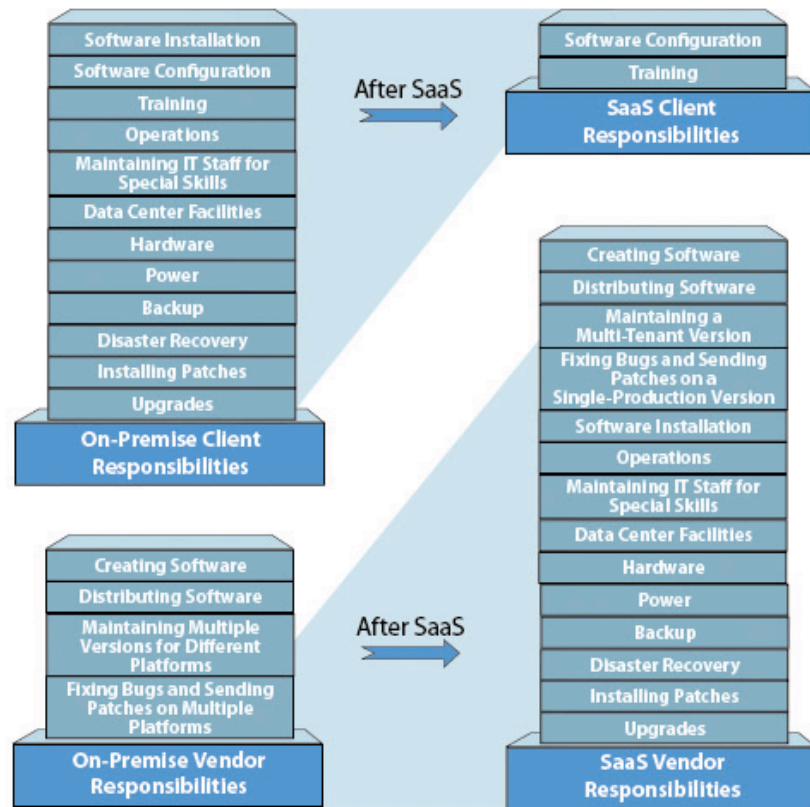 Software Installation
Software Configuration
Training
Operations
Maintaining IT Staff for
Special Skills
Data Center Facilities
Hardware
Power
Backup
Disaster Recovery
Installing Patches
Upgrades
On-Premise Client
Responsibilities
After SaaS
Software Configuration
Training
SaaS Client
Responsibilities
Creating Software
Distributing Software
Maintaining Multiple
Versions for Different
Platforms
Fixing Bugs and Sending
Patches on Multiple
Platforms
On-Premise Vendor
Responsibilities
After SaaS
Creating Software
Distributing Software
Maintaining a
Multi-Tenant Version
Fixing Bugs and Sending
Patches on a
Single-Production Version
Software Installation
Operations
Maintaining IT Staff for
Special Skills
Data Center Facilities
Hardware
Power
Backup
Disaster Recovery
Installing Patches
Upgrades
SaaS Vendor
Responsibilities